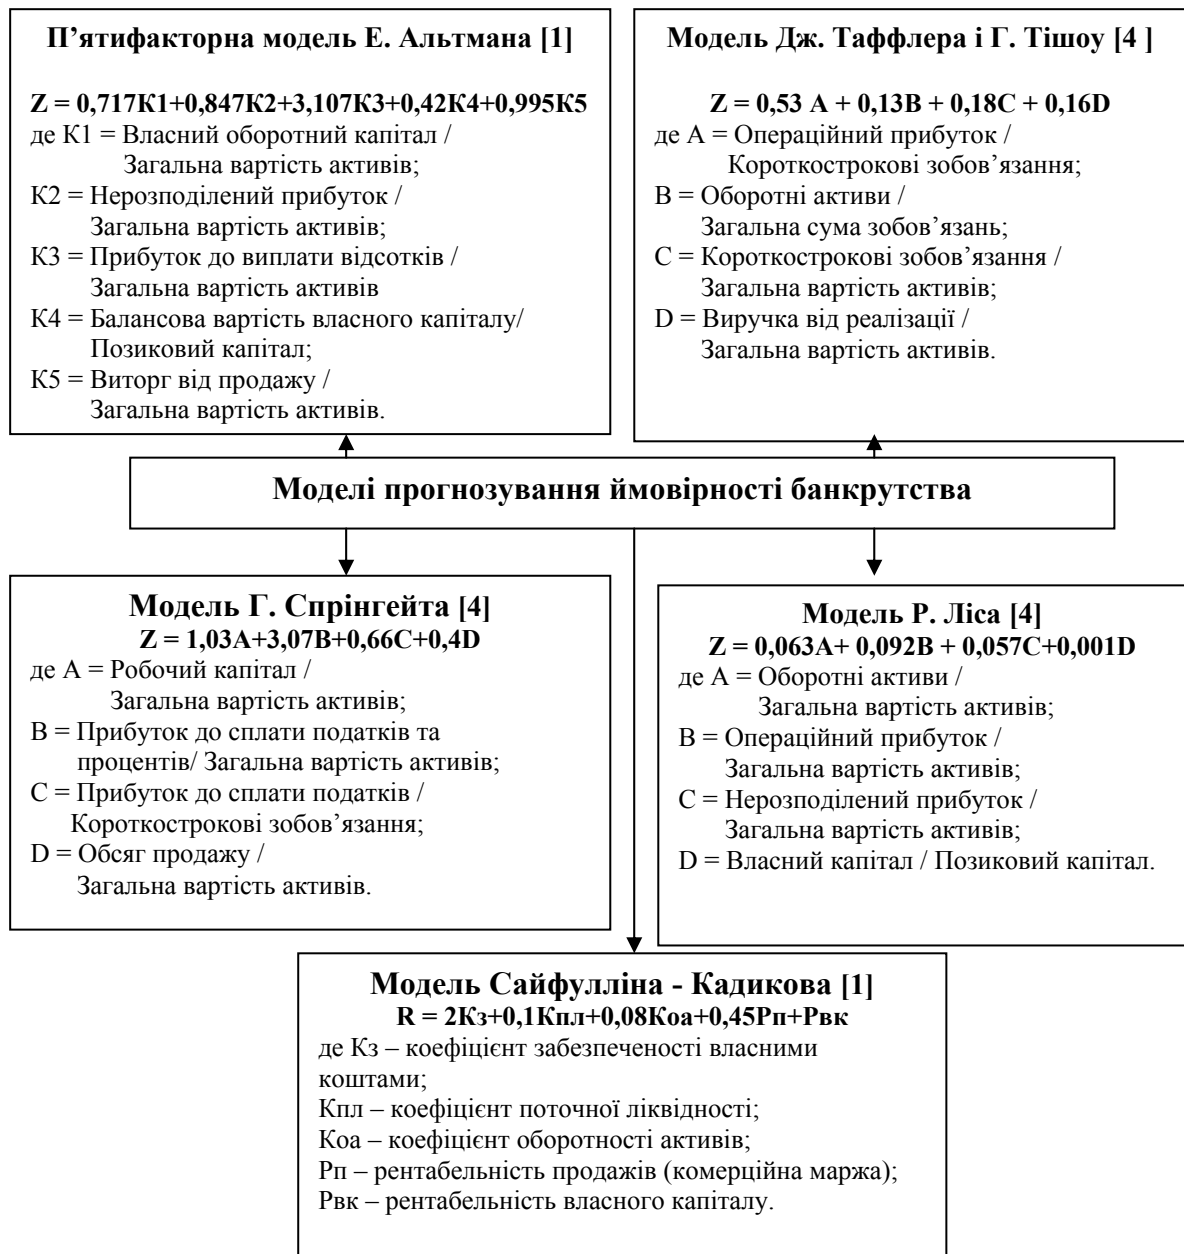 П’ятифакторна модель Е. Альтмана [1]
Z = 0,717К1+0,847К2+3,107К3+0,42К4+0,995К5
де К1 = Власний оборотний капітал /
Загальна вартість активів;
К2 = Нерозподілений прибуток /
Загальна вартість активів;
К3 = Прибуток до виплати відсотків /
Загальна вартість активів
К4 = Балансова вартість власного капіталу/
Позиковий капітал;
К5 = Виторг від продажу /
Загальна вартість активів.
Модель Дж. Таффлера і Г. Тішоу [4 ]
Z = 0,53 A + 0,13B + 0,18C + 0,16D
де А = Операційний прибуток /
Короткострокові зобов’язання;
В = Оборотні активи /
Загальна сума зобов’язань;
С = Короткострокові зобов’язання /
Загальна вартість активів;
D = Виручка від реалізації /
Загальна вартість активів.
Моделі прогнозування ймовірності банкрутства
Модель Г. Спрінгейта [4]
Z = 1,03A+3,07B+0,66C+0,4D
де А = Робочий капітал /
Загальна вартість активів;
В = Прибуток до сплати податків та
процентів/ Загальна вартість активів;
С = Прибуток до сплати податків /
Короткострокові зобов’язання;
D = Обсяг продажу /
Загальна вартість активів.
Модель Р. Ліса [4]
Z = 0,063A+ 0,092B + 0,057C+0,001D
де А = Оборотні активи /
Загальна вартість активів;
В = Операційний прибуток /
Загальна вартість активів;
С = Нерозподілений прибуток /
Загальна вартість активів;
D = Власний капітал / Позиковий капітал.
Модель Сайфулліна - Кадикова [1]
R = 2Кз+0,1Кпл+0,08Коа+0,45Рп+Рвк
де Кз – коефіцієнт забезпеченості власними
коштами;
Кпл – коефіцієнт поточної ліквідності;
Коа – коефіцієнт оборотності активів;
Рп – рентабельність продажів (комерційна маржа);
Рвк – рентабельність власного капіталу.